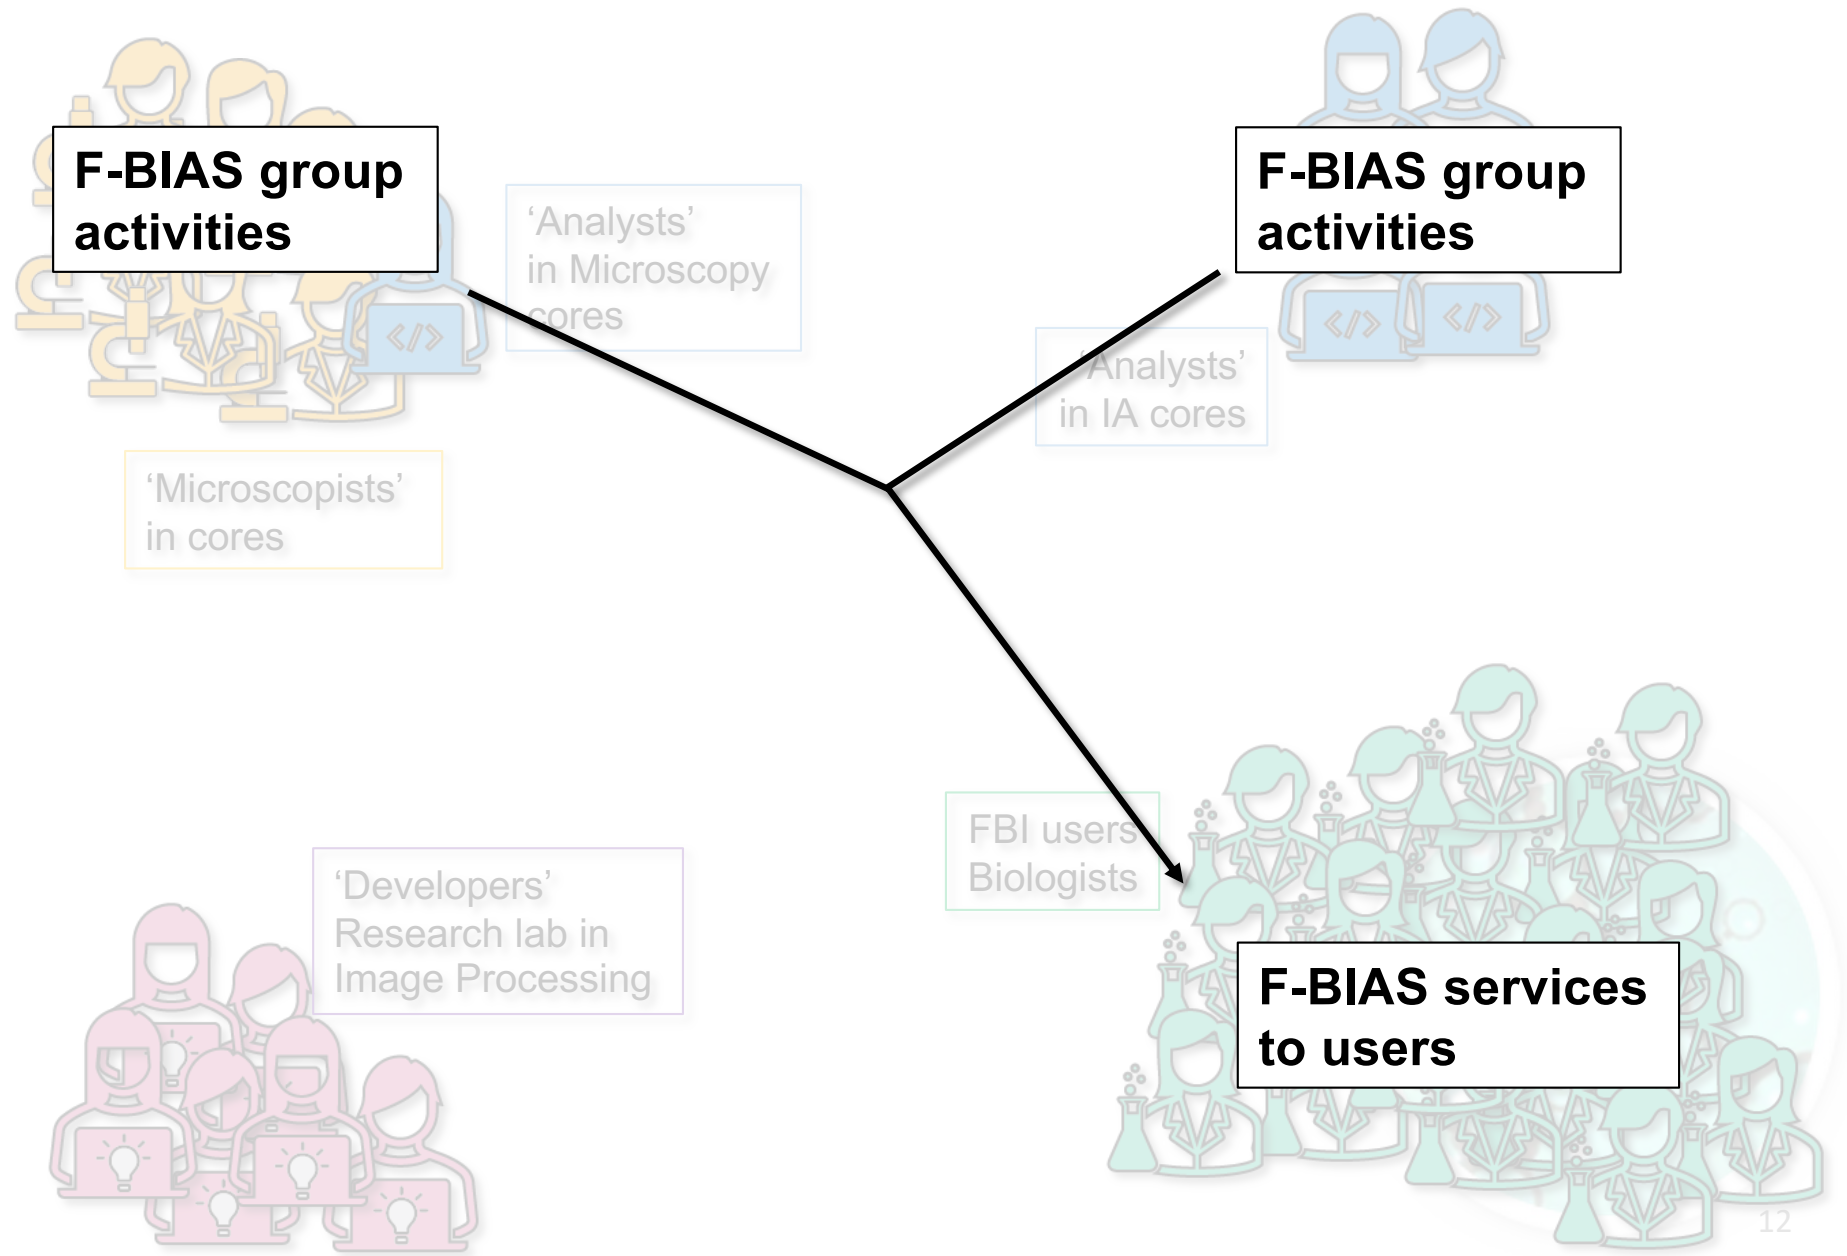 F-BIAS group
activities
‘Analysts’
in Microscopy
cores
F-BIAS group
activities
‘Analysts’
in IA cores
</>
</>
</>
‘Microscopists’
in cores
FBI users
Biologists
‘Developers’
Research lab in
Image Processing
F-BIAS services
to users
12